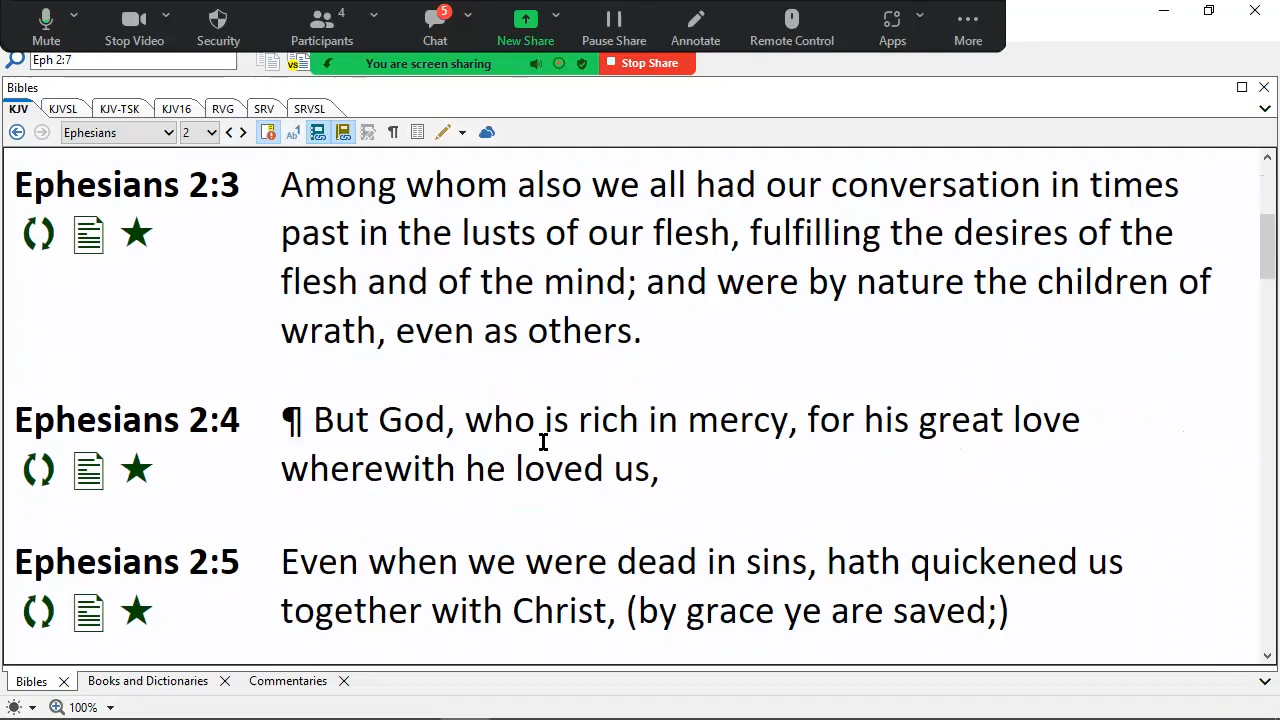 4
5
Mute Stop Video Security Participants Chat New Share Pause Share Annotate Remote Control Apps More
Eph 2:7
VS
You are screen sharing Stop Share
Bibles
KJV KJVSL KJV-TSK KJV16 RVG SRV SRVSL
Ephesians 2 < > Ab¹ ¶
Ephesians 2:3 Among whom also we all had our conversation in times
past in the lusts of our flesh, fulfilling the desires of the
flesh and of the mind; and were by nature the children of
wrath, even as others.
Ephesians 2:4 ¶ But God, who is rich in mercy, for his great love
wherewith he loved us,
Ephesians 2:5 Even when we were dead in sins, hath quickened us
together with Christ, (by grace ye are saved;)
Bibles Books and Dictionaries Commentaries
100%